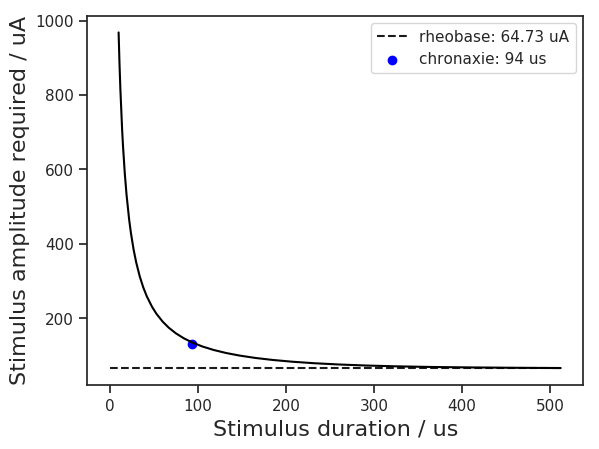 Stimulus amplitude required / uA
1000
800
600
400
200
rheobase: 64.73 uA
chronaxie: 94 us
0 100 200 300 400 500
Stimulus duration / us